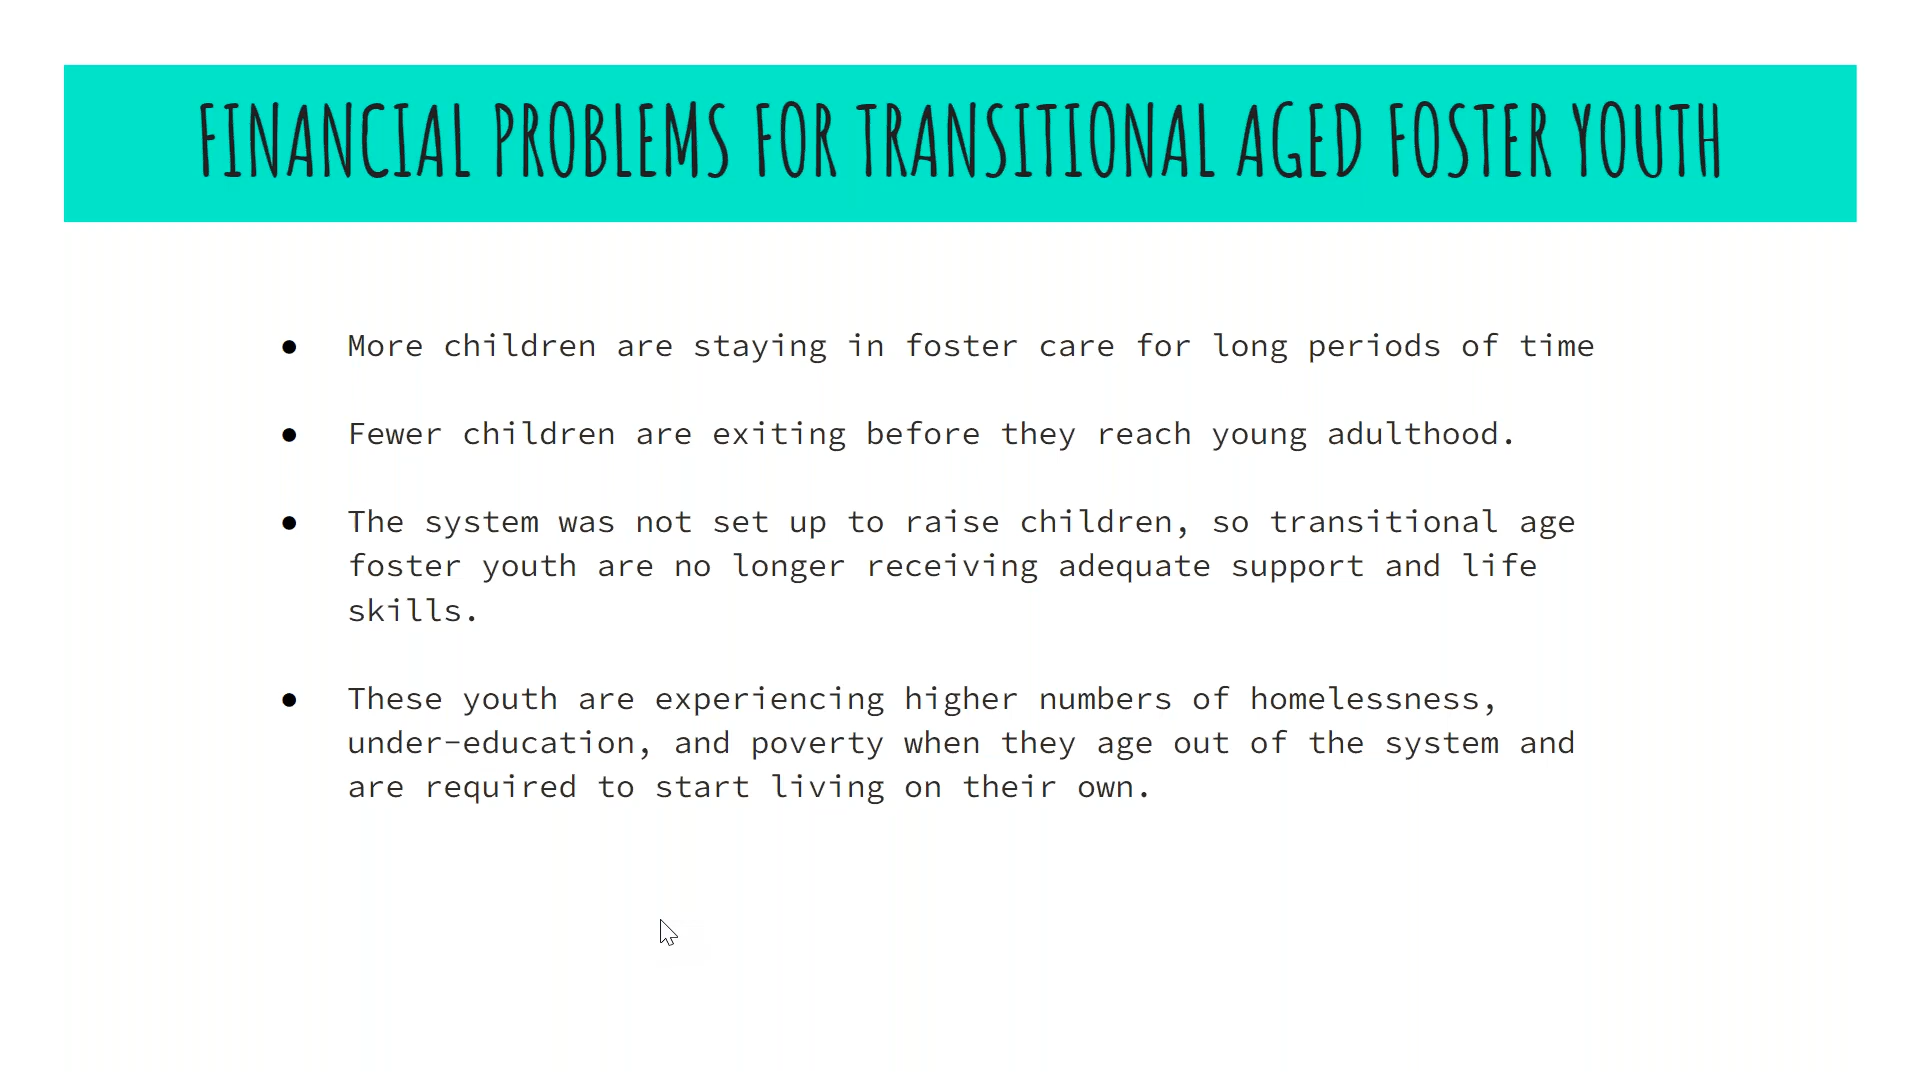 FINANCIAL PROBLEMS FOR TRANSITIONAL AGED FOSTER YOUTH
● More children are staying in foster care for long periods of time
● Fewer children are exiting before they reach young adulthood.
● The system was not set up to raise children, so transitional age
foster youth are no longer receiving adequate support and life
skills.
● These youth are experiencing higher numbers of homelessness,
under-education, and poverty when they age out of the system and
are required to start living on their own.